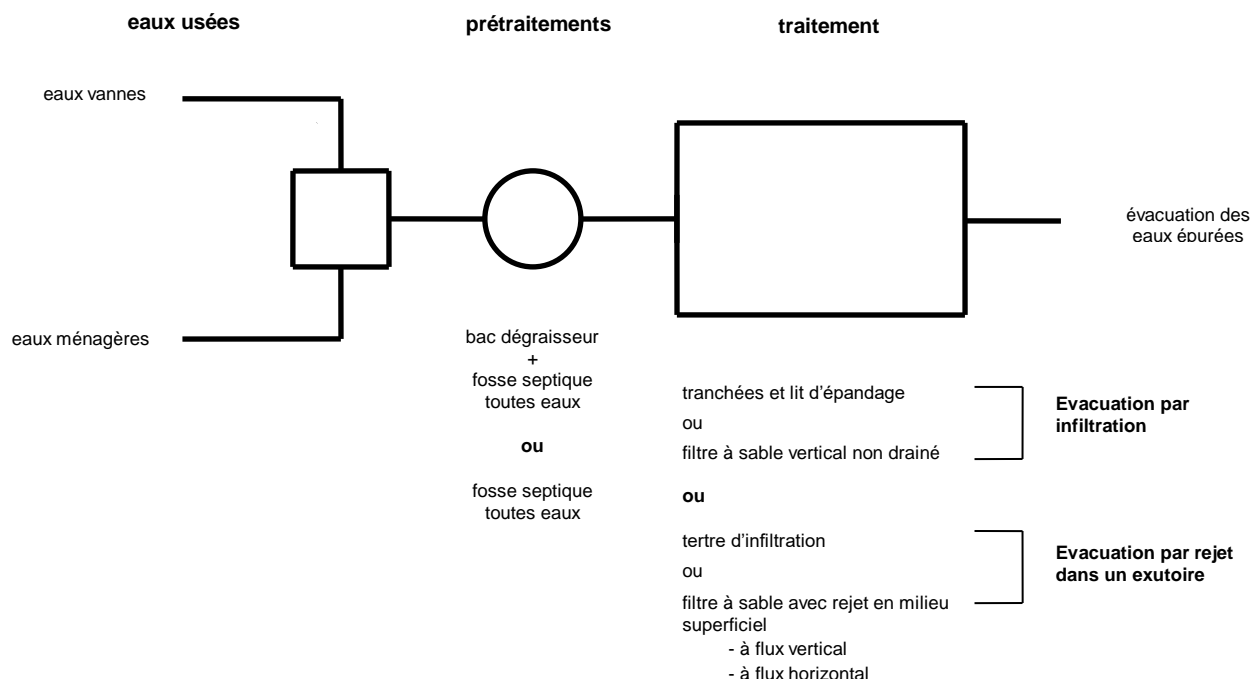 eaux usées
prétraitements
traitement
eaux vannes
eaux ménagères
évacuation des
eaux épurées
bac dégraisseur
+
fosse septique
toutes eaux
ou
fosse septique
toutes eaux
tranchées et lit d’épandage
ou
filtre à sable vertical non drainé
Evacuation par
infiltration
ou
tertre d’infiltration
ou
filtre à sable avec rejet en milieu
superficiel
- à flux vertical
- à flux horizontal
Evacuation par rejet
dans un exutoire